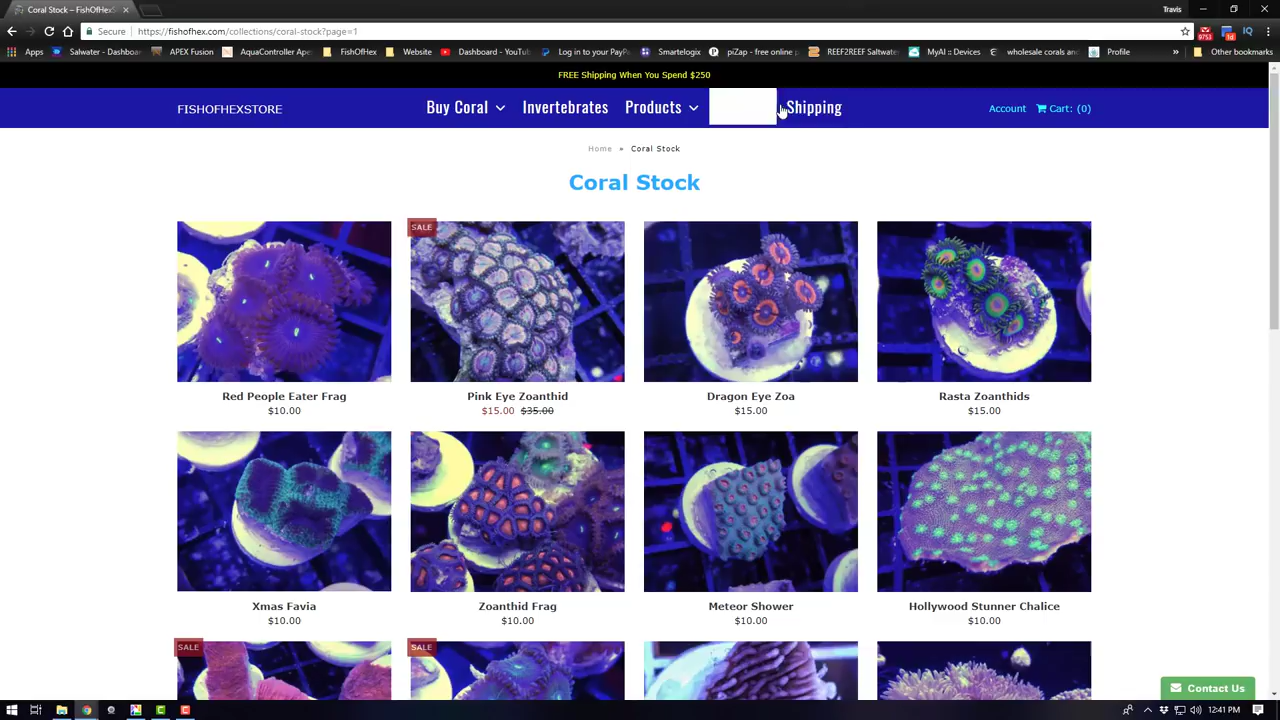 Coral Stock – FishOfHex
Travis
Secure | https://fishofhex.com/collections/coral-stock?page=1
Apps Salwater - Dashboa APEX Fusion AquaController Ape FishOfHex Website Dashboard - YouTu Log in to your PayPa Smartelogix piZap - free online p REEF2REEF Saltwater MyAI :: Devices wholesale corals and Profile » Other bookmarks
FREE Shipping When You Spend $250
FISHOFHEXSTORE Buy Coral Invertebrates Products Shipping Account Cart: (0)
Home » Coral Stock
Coral Stock
SALE
Red People Eater Frag Pink Eye Zoanthid Dragon Eye Zoa Rasta Zoanthids
$10.00 $15.00 $35.00 $15.00 $15.00
Xmas Favia Zoanthid Frag Meteor Shower Hollywood Stunner Chalice
$10.00 $10.00 $10.00 $10.00
SALE SALE
Contact Us
12:41 PM